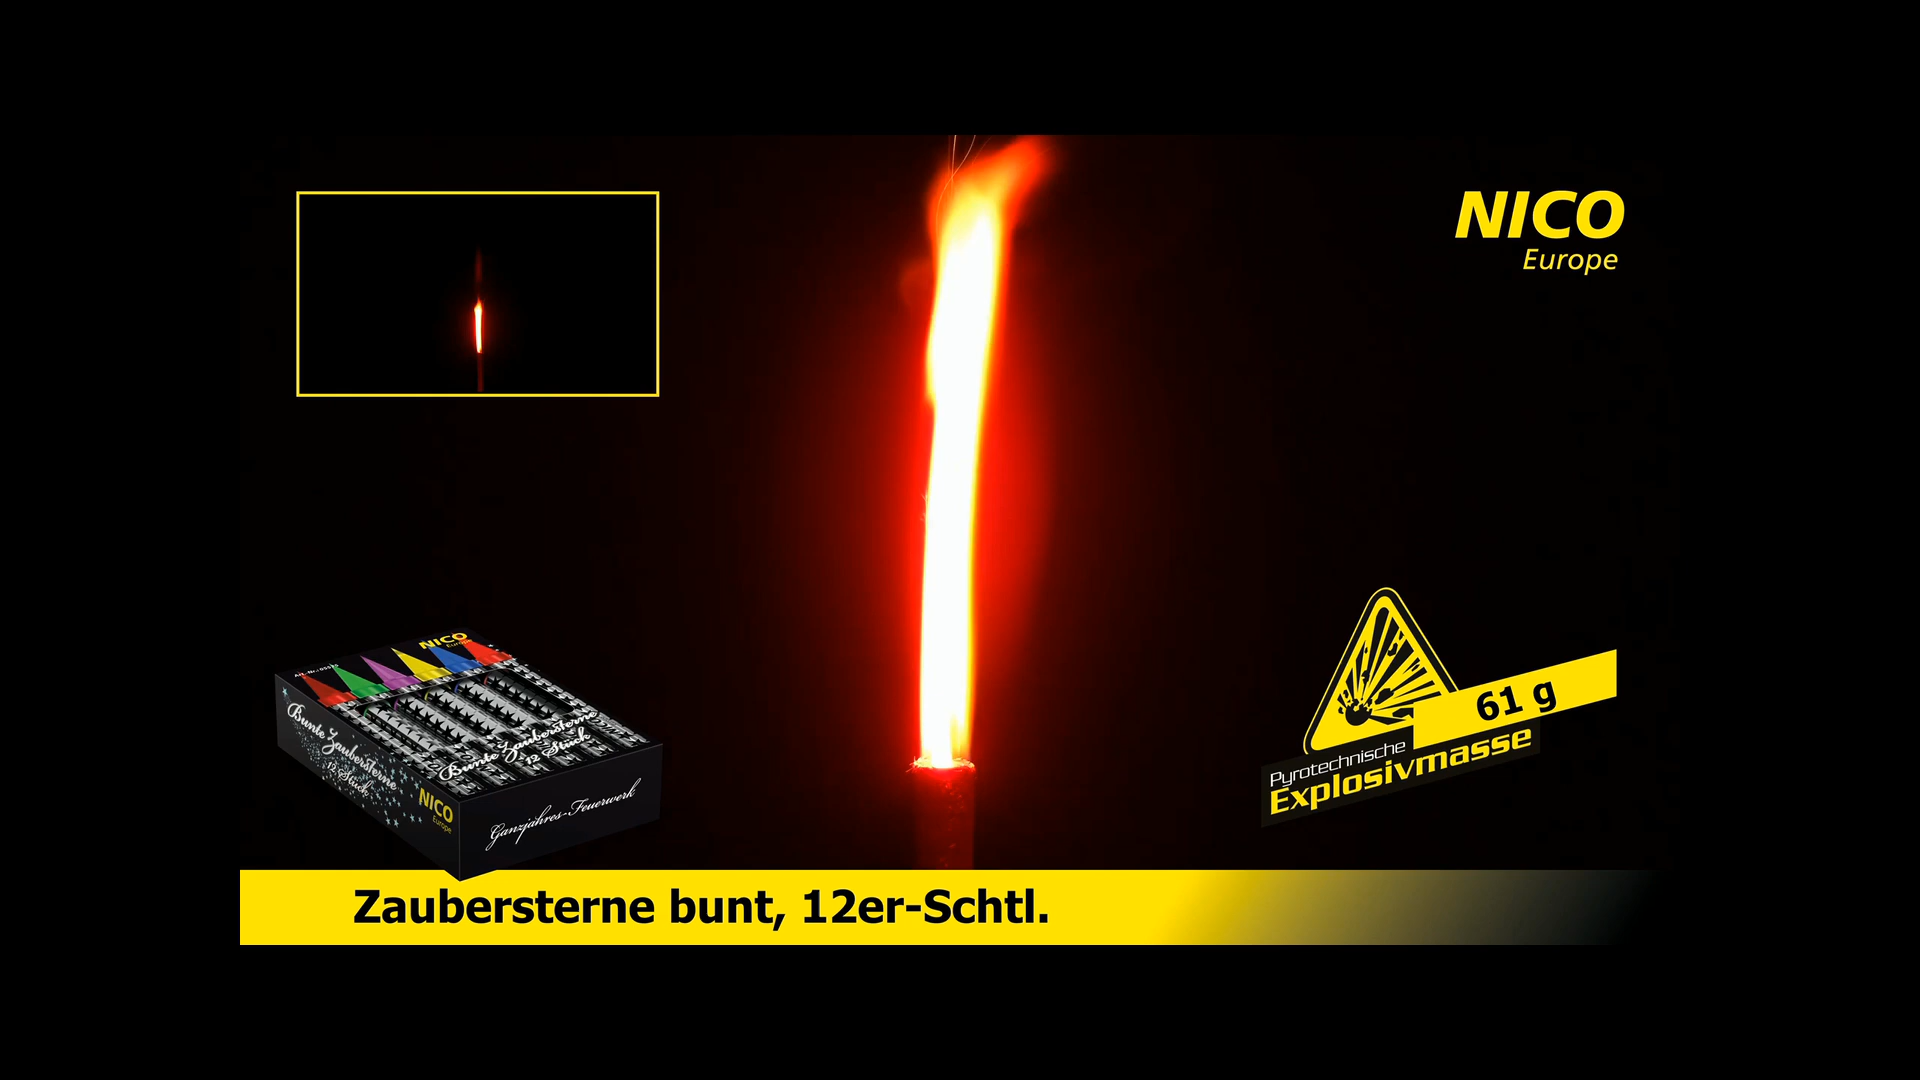 NICO
Europe
NICO
Europe
Bunte Zaubersterne
12 Stück
Bunte Zaubersterne
12 Stück
NICO
Europe
Ganzjahres-Feuerwerk
61 g
Pyrotechnische
Explosivmasse
Zaubersterne bunt, 12er-Schtl.